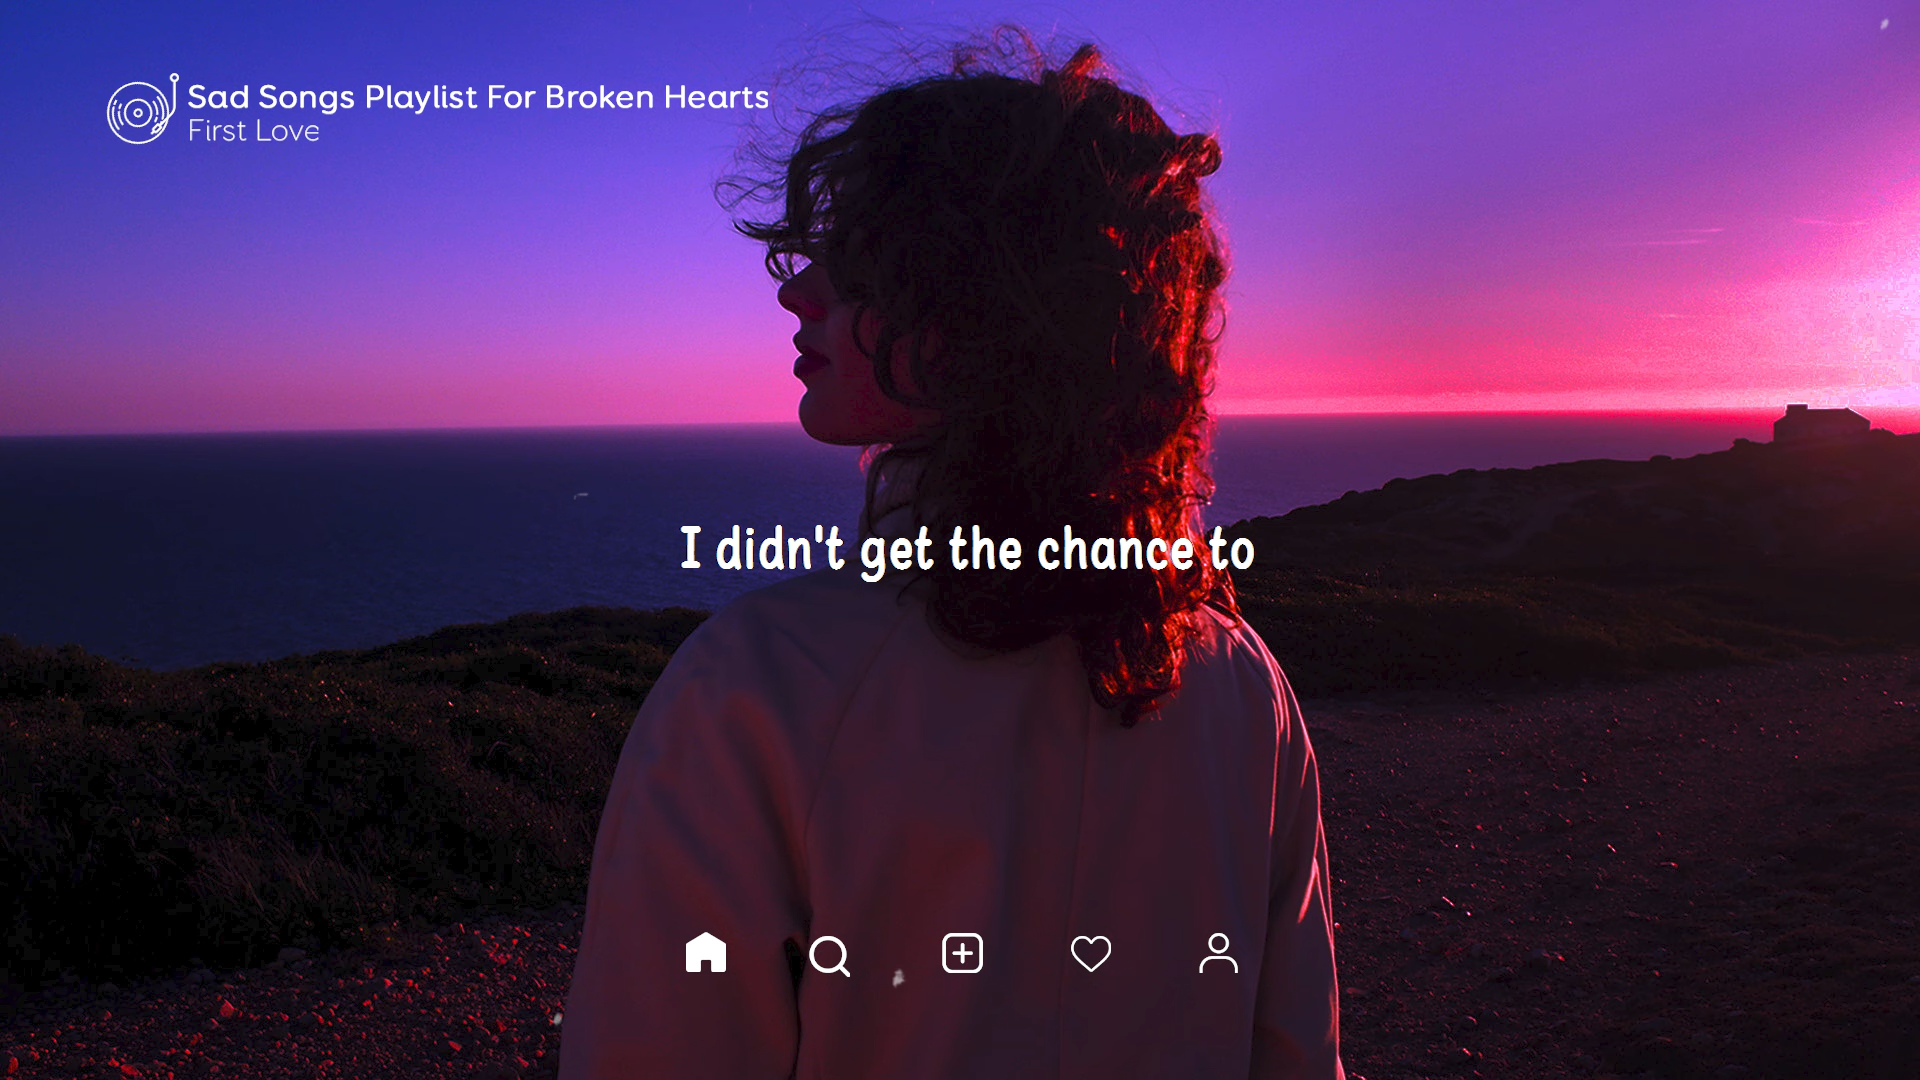 Sad Songs Playlist For Broken Hearts
First Love
I didn't get the chance to